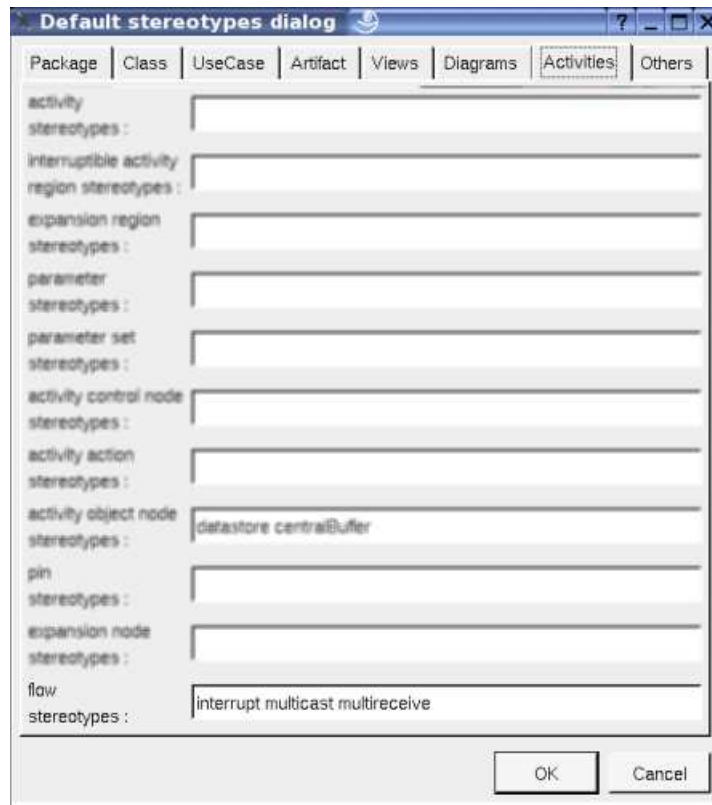 Default stereotypes dialog
Package Class UseCase Artifact Views Diagrams Activities Others
activity
stereotypes :
interruptible activity
region stereotypes :
expansion region
stereotypes :
parameter
stereotypes :
parameter set
stereotypes :
activity control node
stereotypes :
activity action
stereotypes :
activity object node
stereotypes :
datastore centralBuffer
pin
stereotypes :
expansion node
stereotypes :
flow
stereotypes :
interrupt multicast multireceive
OK Cancel